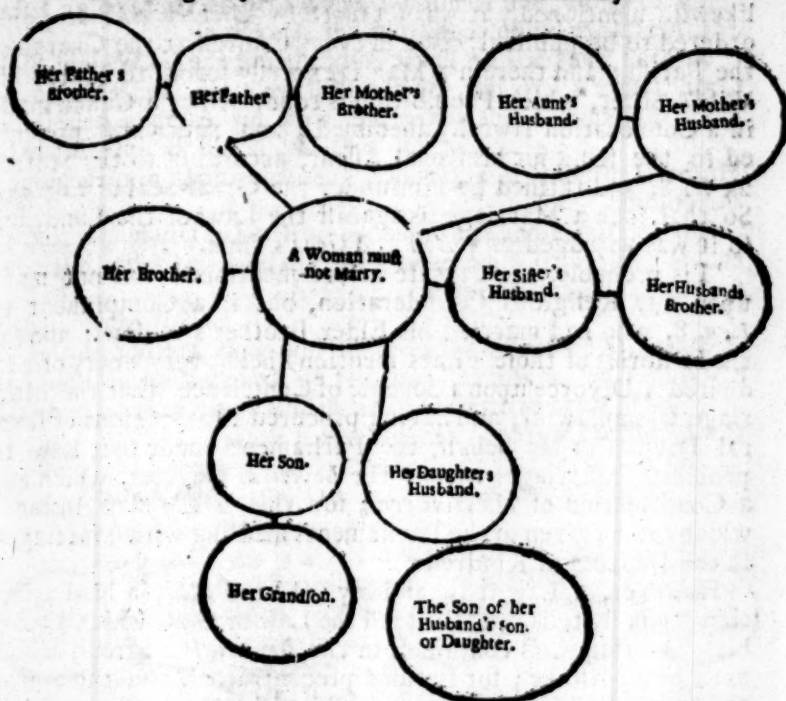 Her Father's
Brother.
Her Father
Her Mother's
Brother.
Her Aunt's
Husband.
Her Mother's
Husband.
Her Brother.
A Woman muſt
not Marry.
Her Siſter's
Husband.
Her Husbands
Brother.
Her Son.
Her Daughters
Husband.
Her Grandſon.
The Son of her
Husband'r ſon.
or Daughter.